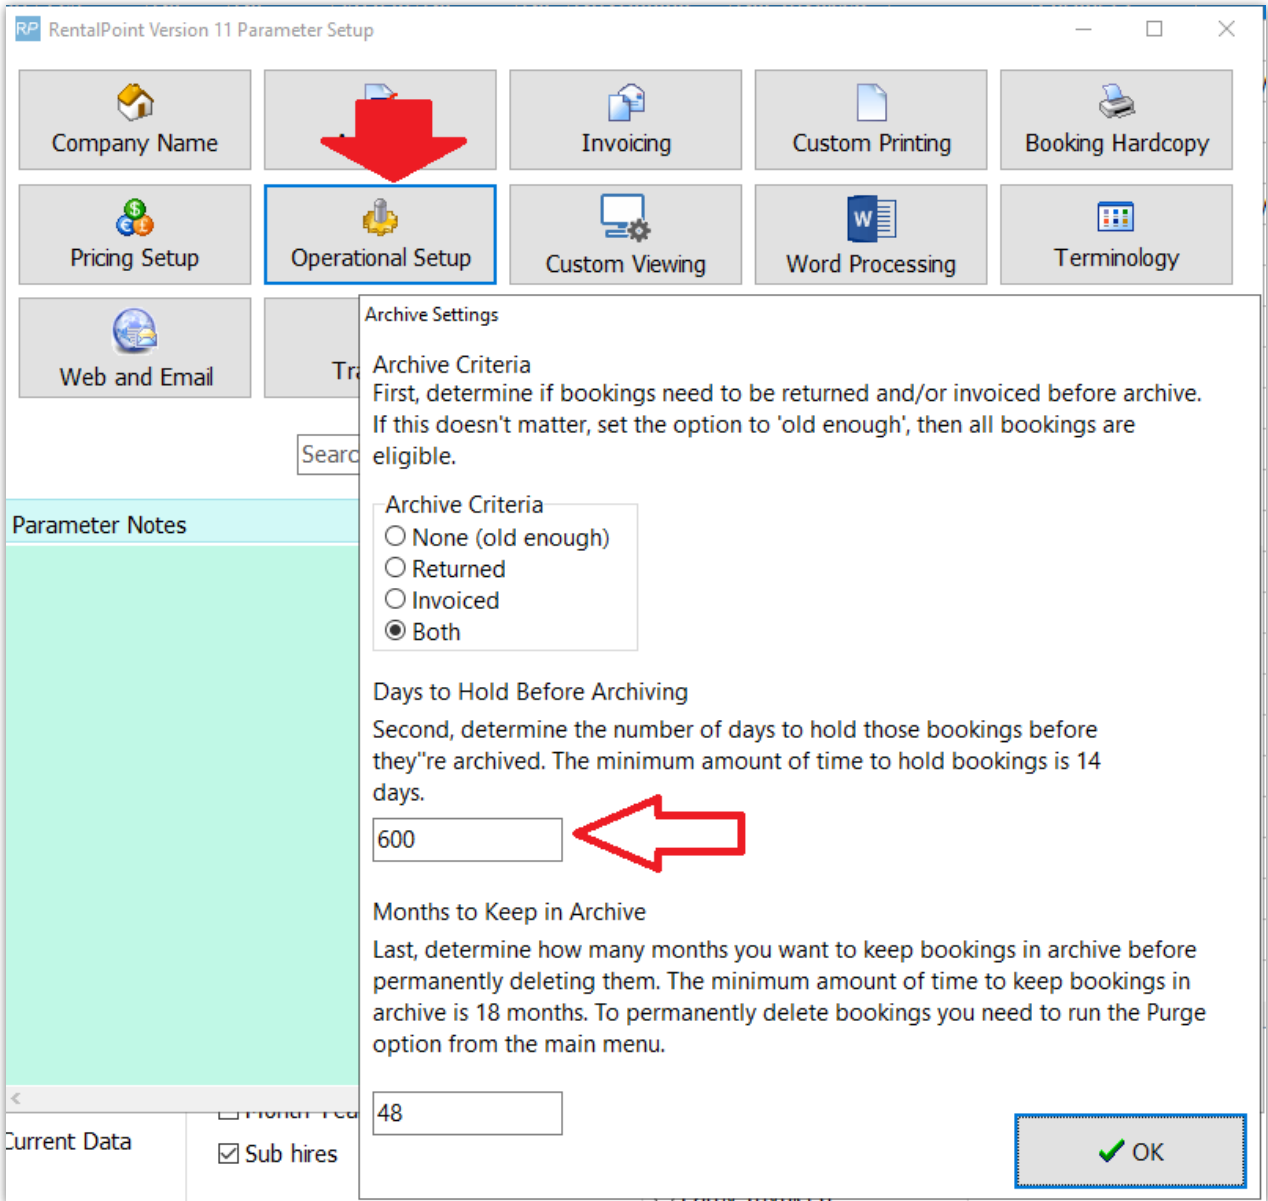 RP RentalPoint Version 11 Parameter Setup
Company Name
Invoicing
Custom Printing
Booking Hardcopy
Pricing Setup
Operational Setup
Custom Viewing
W Word Processing
Terminology
Web and Email
Archive Settings
Archive Criteria
First, determine if bookings need to be returned and/or invoiced before archive.
If this doesn't matter, set the option to 'old enough', then all bookings are
eligible.
Archive Criteria
None (old enough)
Returned
Invoiced
Both
Parameter Notes
Days to Hold Before Archiving
Second, determine the number of days to hold those bookings before
they''re archived. The minimum amount of time to hold bookings is 14
days.
600
Months to Keep in Archive
Last, determine how many months you want to keep bookings in archive before
permanently deleting them. The minimum amount of time to keep bookings in
archive is 18 months. To permanently delete bookings you need to run the Purge
option from the main menu.
48
OK
Current Data
Sub hires